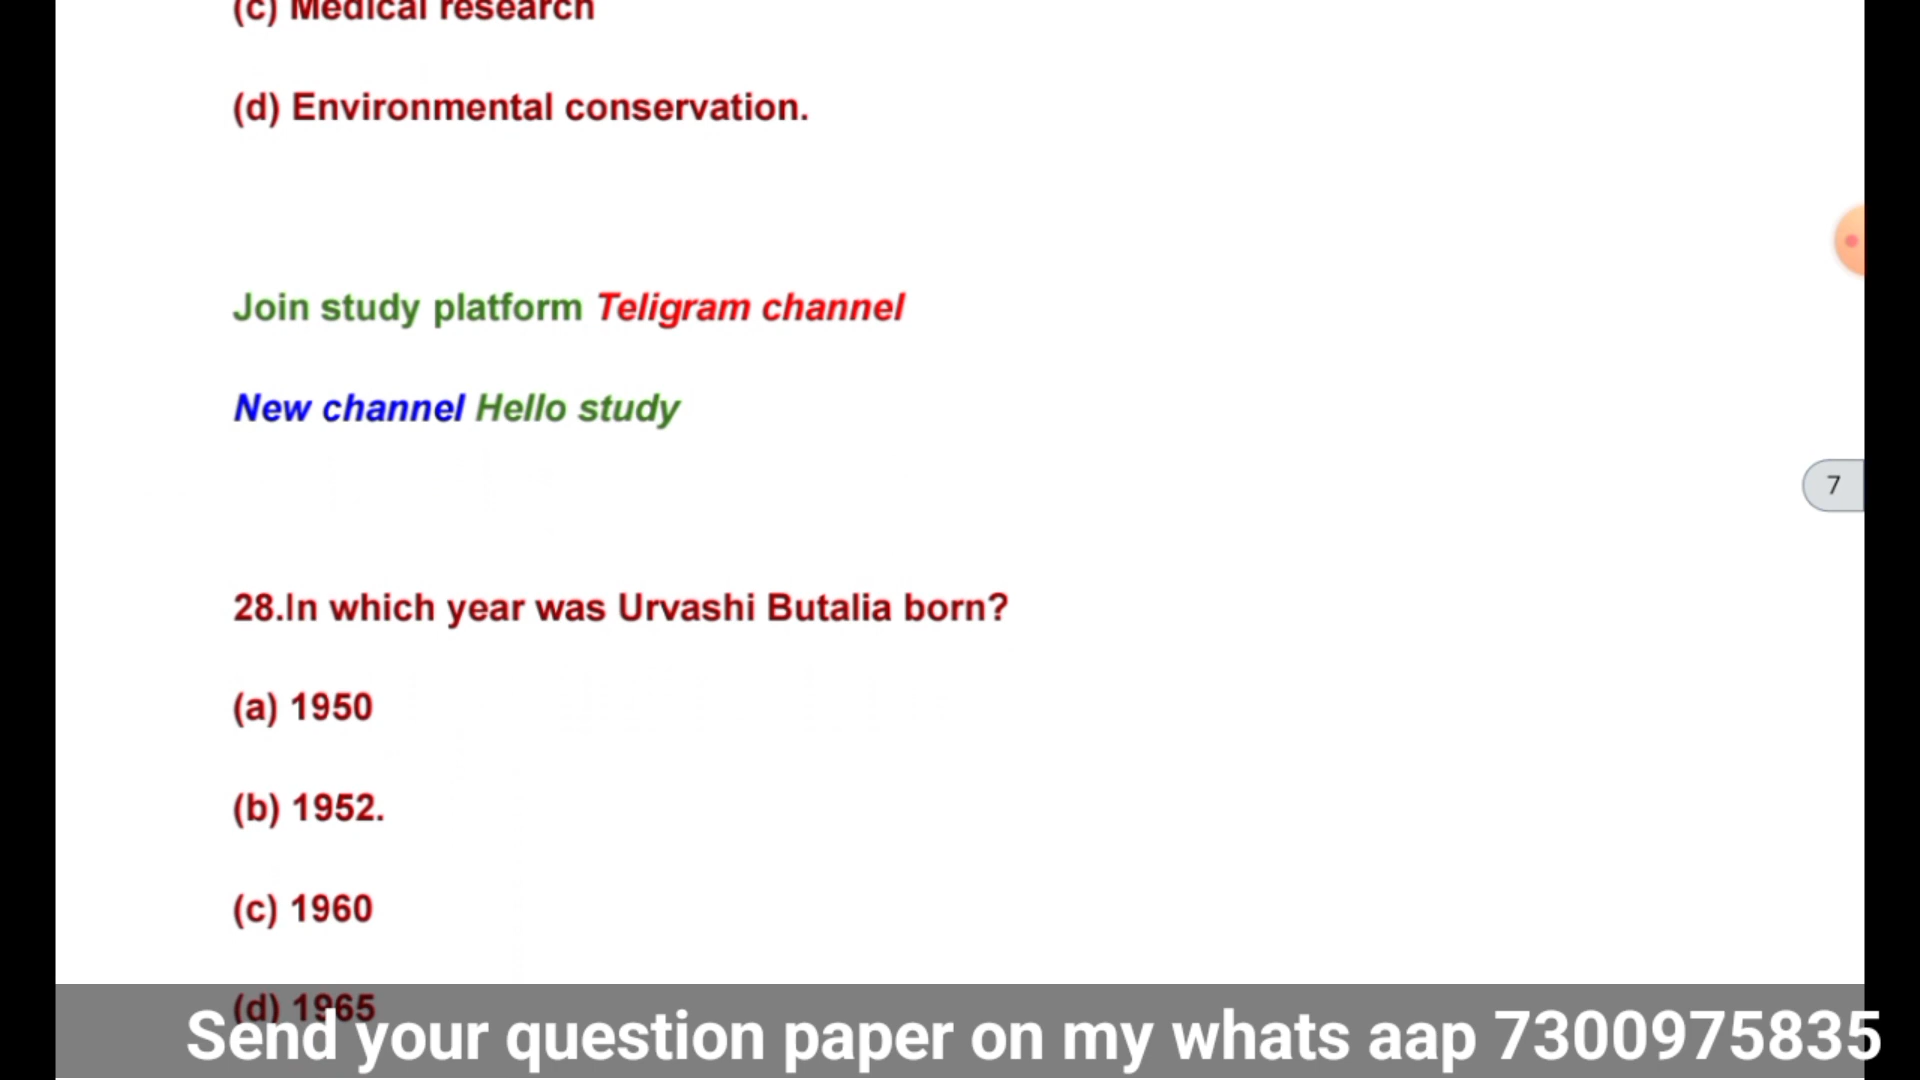 (c) Medical research
(d) Environmental conservation.
Join study platform Teligram channel
New channel Hello study
7
28.In which year was Urvashi Butalia born?
(a) 1950
(b) 1952.
(c) 1960
(d) 1965
Send your question paper on my whats aap 7300975835